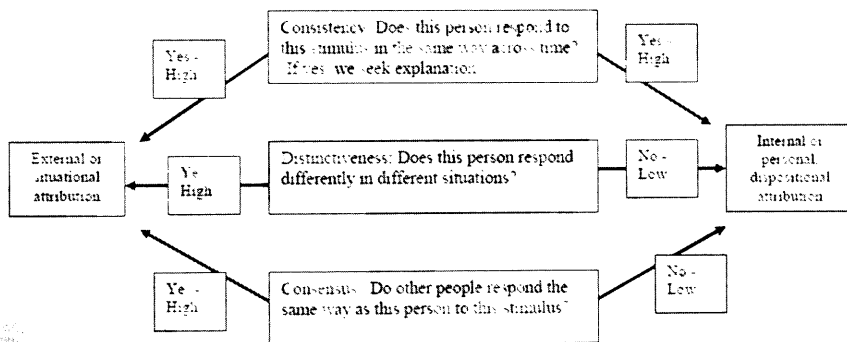 Consistency: Does this person respond to
this stimulus in the same way across time?
If yes, we seek explanation
Yes -
High
Yes -
High
External or
situational
attribution
Yes
High
Distinctiveness: Does this person respond
differently in different situations?
No -
Low
Internal or
personal,
dispositional
attribution
Yes -
High
Consensus: Do other people respond the
same way as this person to this stimulus?
No -
Low